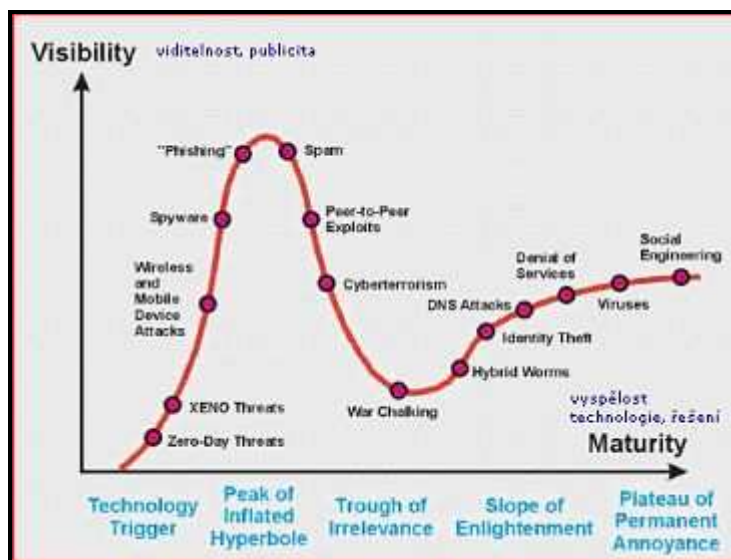 Visibility
viditelnost, publicita
"Phishing"
Spam
Spyware
Peer-to-Peer
Exploits
Wireless
and
Mobile
Device
Attacks
Cyberterrorism
Social
Engineering
Denial of
Services
DNS Attacks
Viruses
Identity Theft
Hybrid Worms
XENO Threats
War Chalking
Zero-Day Threats
vyspělost
technologie, řešení
Maturity
Technology
Trigger
Peak of
Inflated
Hyperbole
Trough of
Irrelevance
Slope of
Enlightenment
Plateau of
Permanent
Annoyance